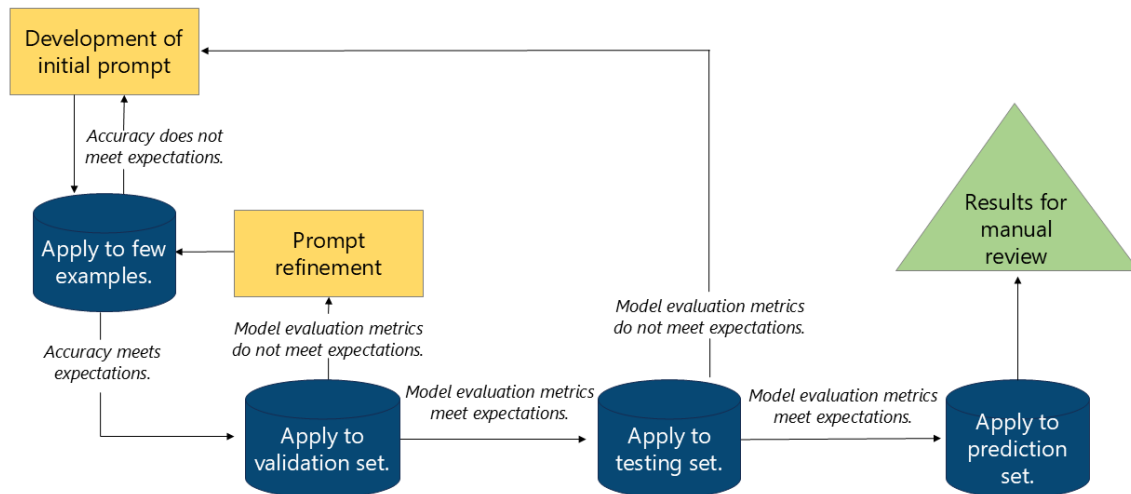 Development of
initial prompt
Accuracy does not
meet expectations.
Apply to few
examples.
Prompt
refinement
Results for
manual
review
Model evaluation metrics
do not meet expectations.
Model evaluation metrics
do not meet expectations.
Accuracy meets
expectations.
Model evaluation metrics
meet expectations.
Model evaluation metrics
meet expectations.
Apply to
validation set.
Apply to
testing set.
Apply to
prediction
set.